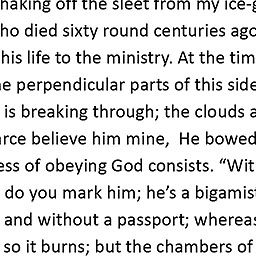 haking off the sleet from my ice-g
ho died sixty round centuries ago
his life to the ministry. At the tim
e perpendicular parts of this side
is breaking through; the clouds a
arce believe him mine,  He bowed
ess of obeying God consists. “Wit
do you mark him; he’s a bigamist
and without a passport; whereas
so it burns; but the chambers of